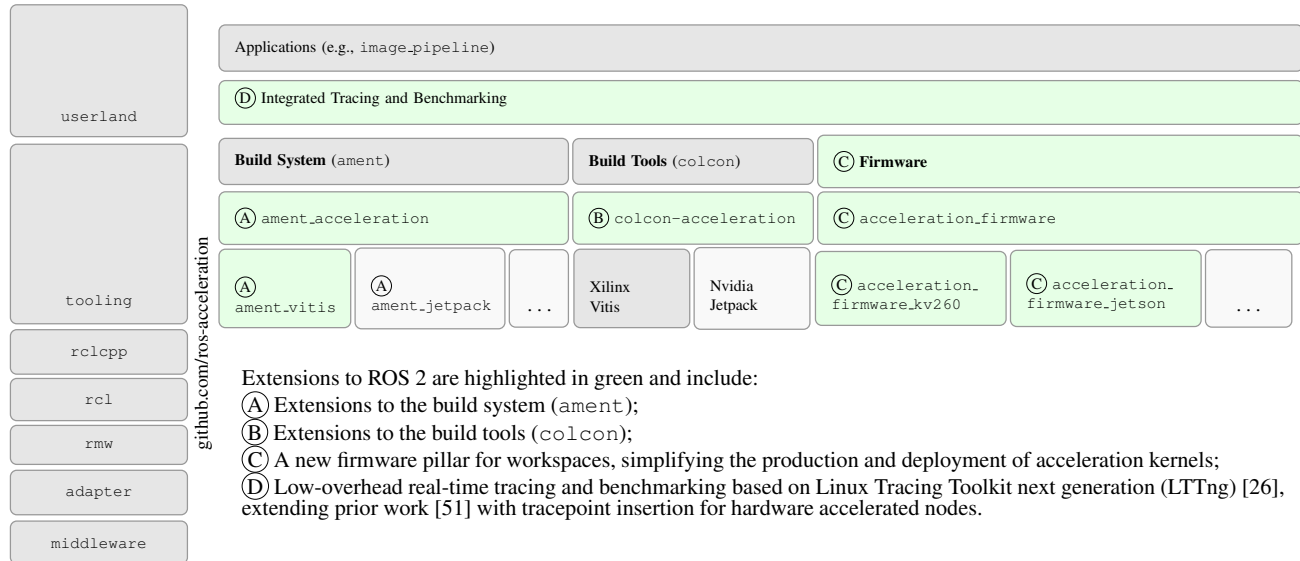 userland
tooling
rclcpp
rcl
rmw
adapter
middleware
github.com/ros-acceleration
Applications (e.g., image_pipeline)
D Integrated Tracing and Benchmarking
Build System (ament)
Build Tools (colcon)
C Firmware
A ament_acceleration
B colcon-acceleration
C acceleration_firmware
A
ament_vitis
A
ament_jetpack
...
Xilinx
Vitis
Nvidia
Jetpack
C acceleration_
firmware_kv260
C acceleration_
firmware_jetson
...
Extensions to ROS 2 are highlighted in green and include:
A Extensions to the build system (ament);
B Extensions to the build tools (colcon);
C A new firmware pillar for workspaces, simplifying the production and deployment of acceleration kernels;
D Low-overhead real-time tracing and benchmarking based on Linux Tracing Toolkit next generation (LTTng) [26],
extending prior work [51] with tracepoint insertion for hardware accelerated nodes.